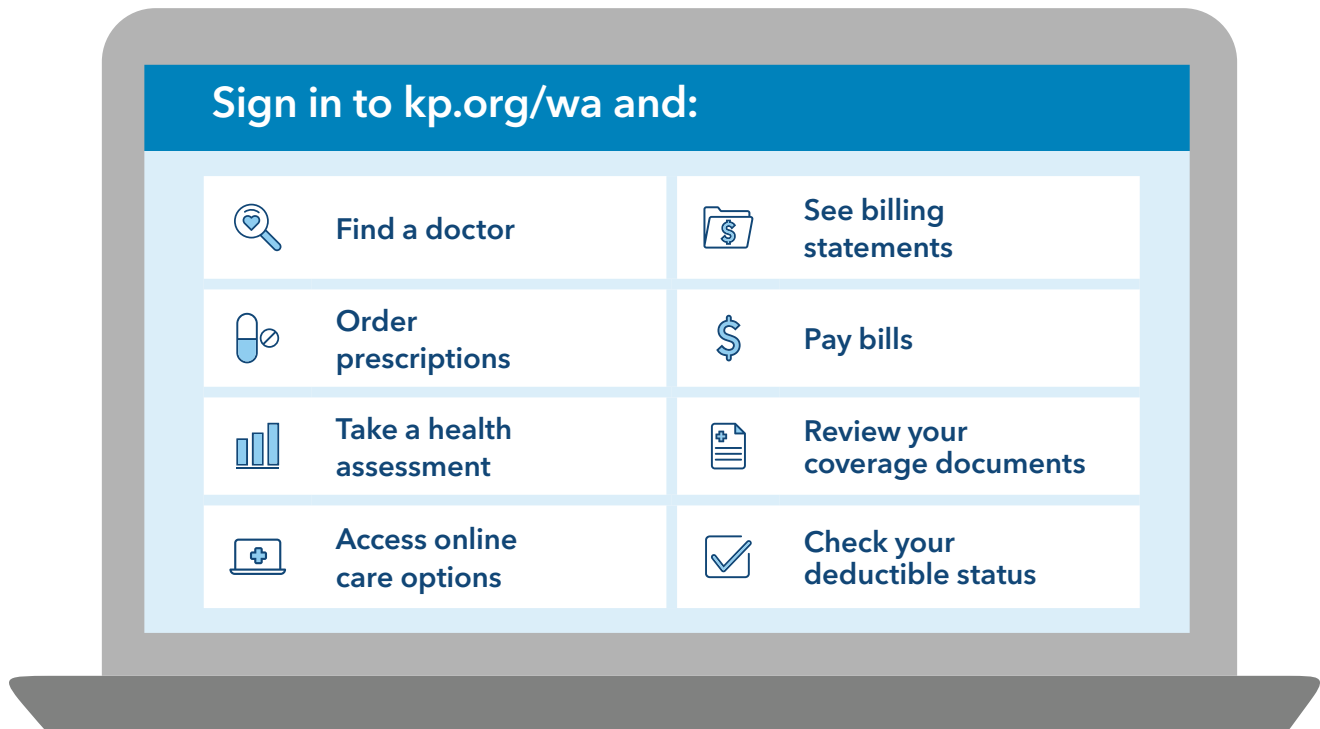 Sign in to kp.org/wa and:
Find a doctor
See billing
statements
Order
prescriptions
Pay bills
Take a health
assessment
Review your
coverage documents
Access online
care options
Check your
deductible status